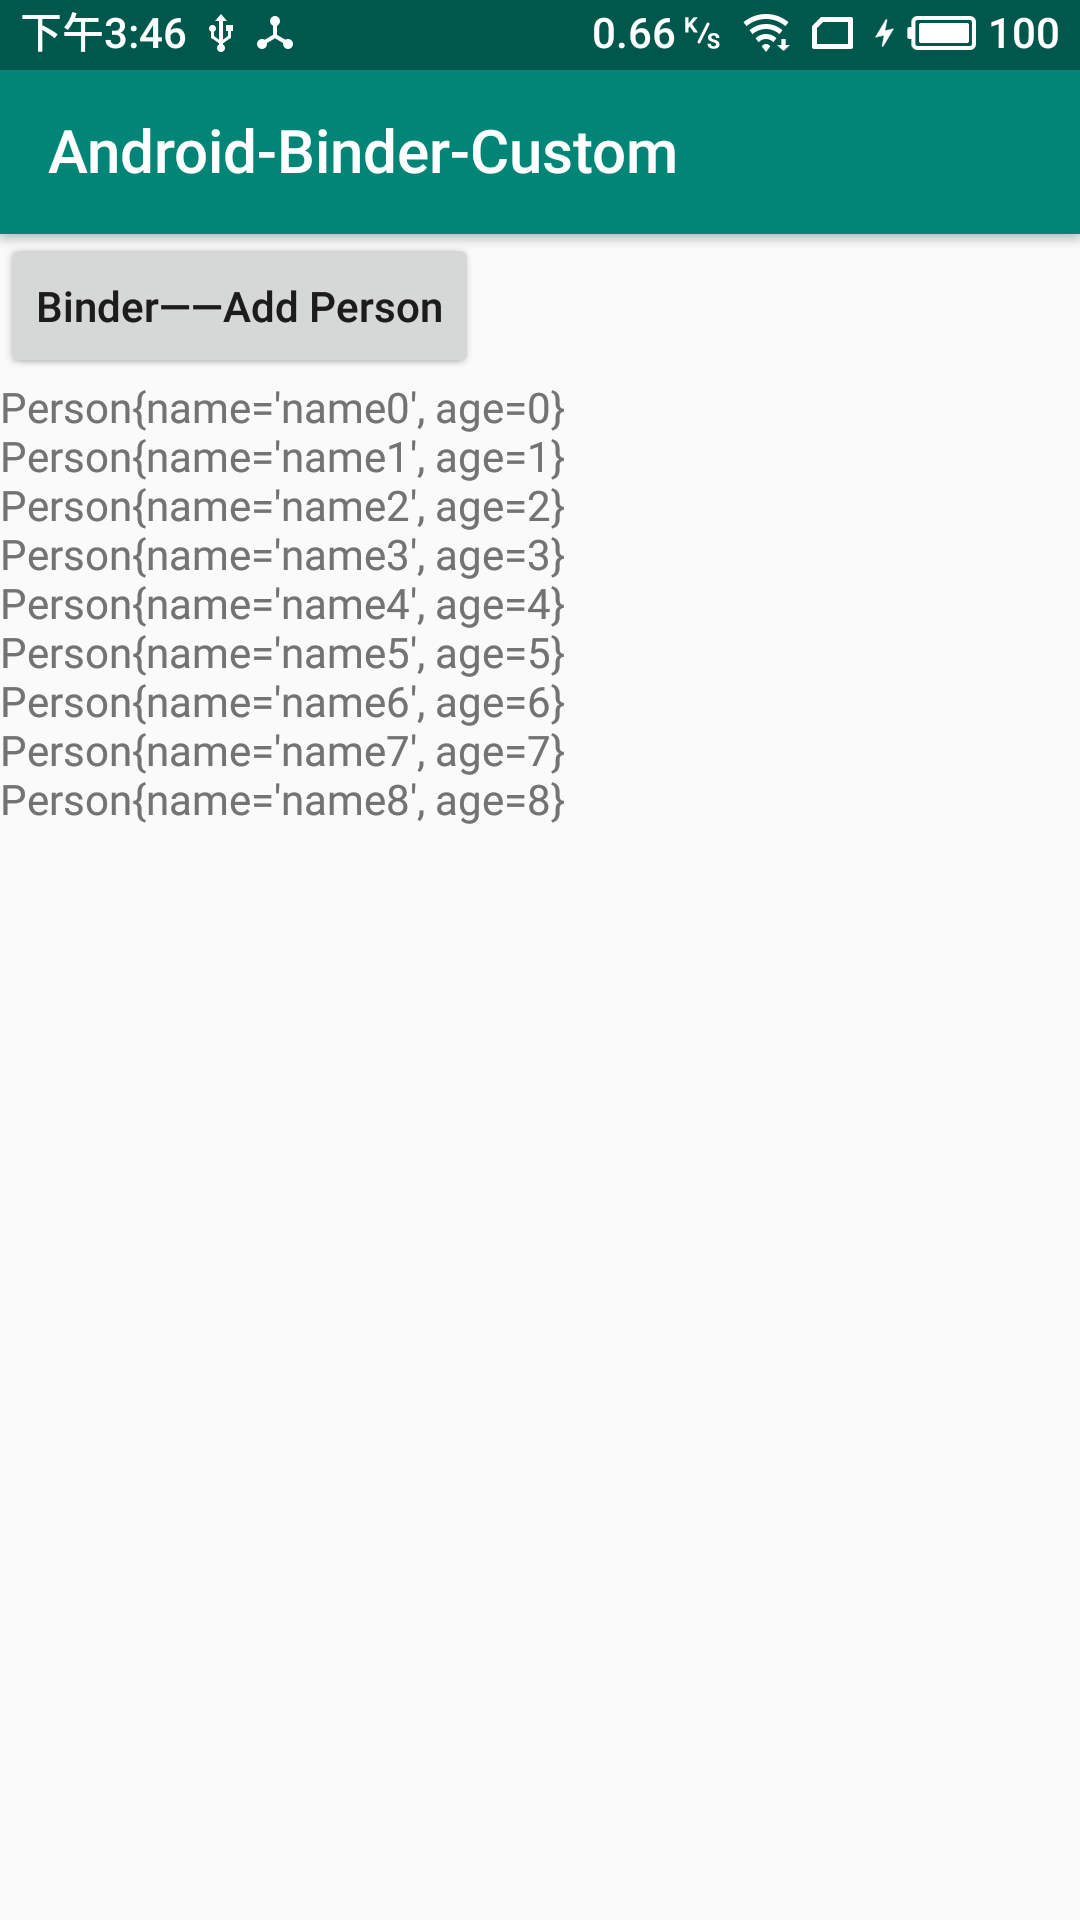 下午3:46 0.66 K/s 100
Android-Binder-Custom
Binder——Add Person
Person{name='name0', age=0}
Person{name='name1', age=1}
Person{name='name2', age=2}
Person{name='name3', age=3}
Person{name='name4', age=4}
Person{name='name5', age=5}
Person{name='name6', age=6}
Person{name='name7', age=7}
Person{name='name8', age=8}